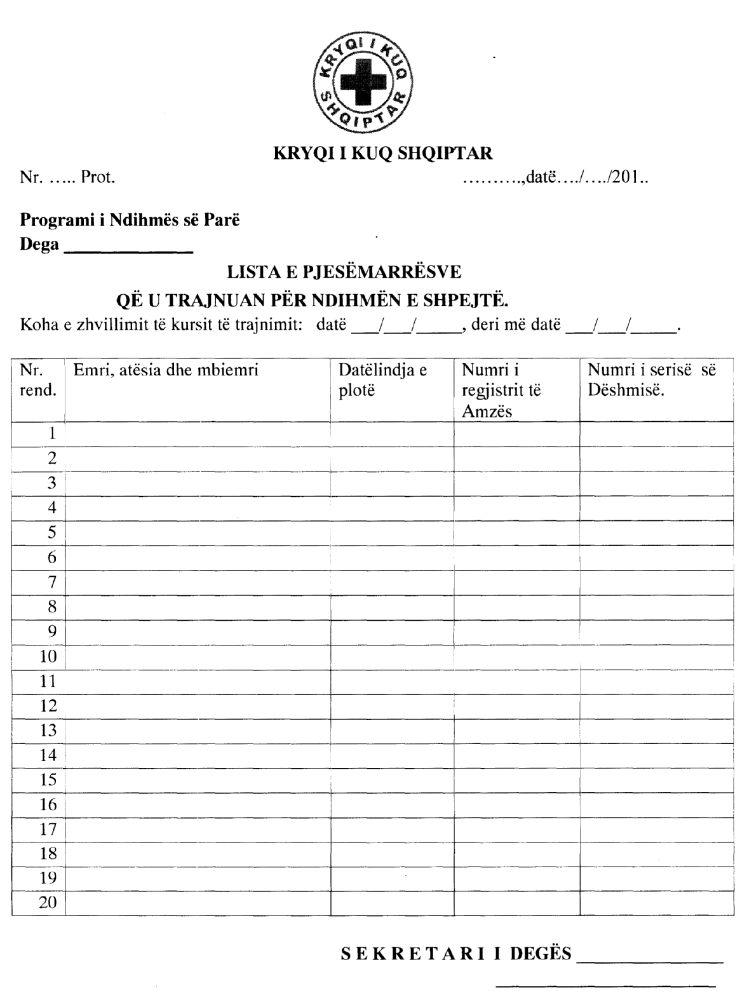 KRYQI I KUQ
SHQIPTAR
KRYQI I KUQ SHQIPTAR
Nr. ..... Prot. ..........,datë..../..../201..
Programi i Ndihmës së Parë
Dega ______________
LISTA E PJESËMARRËSVE
QË U TRAJNUAN PËR NDIHMËN E SHPEJTË.
Koha e zhvillimit të kursit të trajnimit: datë ___/___/_____, deri më datë ___/___/_____.
Nr. rend. Emri, atësia dhe mbiemri Datëlindja e plotë Numri i regjistrit të Amzës Numri i serisë së Dëshmisë.
1
2
3
4
5
6
7
8
9
10
11
12
13
14
15
16
17
18
19
20
S E K R E T A R I I DEGËS ________________